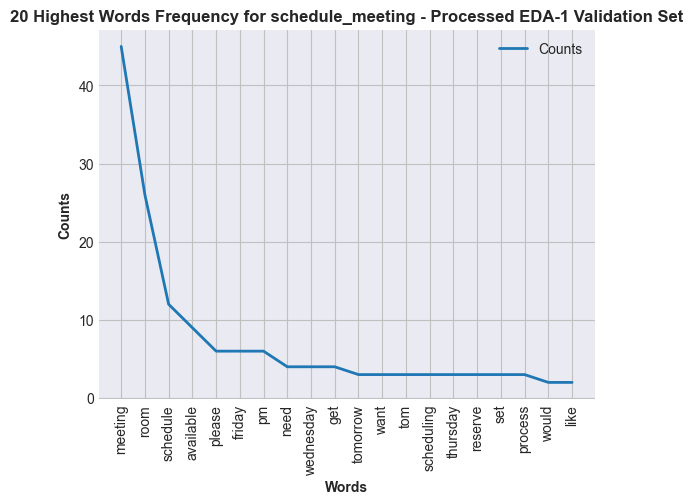 20 Highest Words Frequency for schedule_meeting - Processed EDA-1 Validation Set
Counts
40
30
20
10
0
Counts
meeting
room
schedule
available
please
friday
pm
need
wednesday
get
tomorrow
want
tom
scheduling
thursday
reserve
set
process
would
like
Words